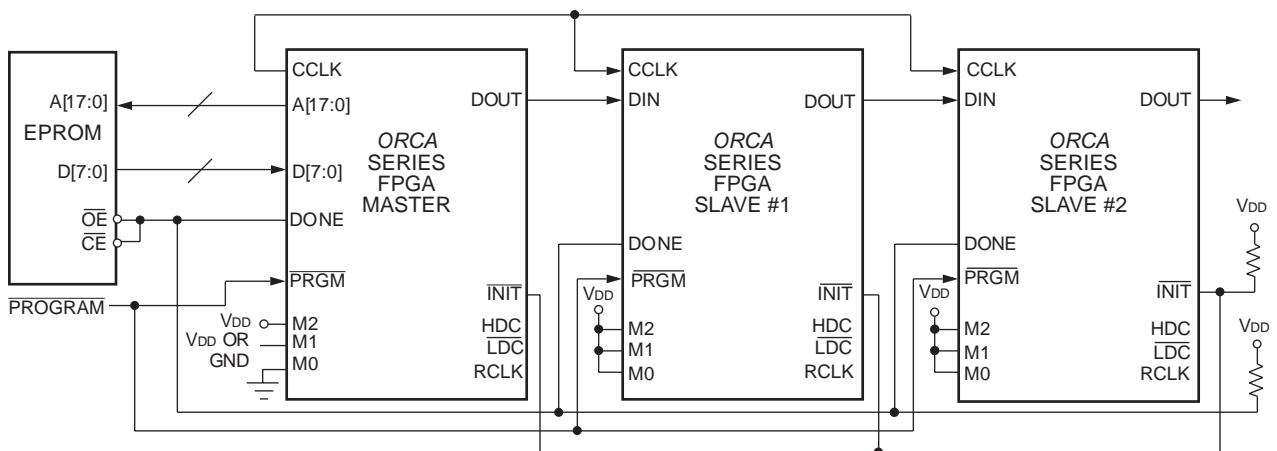 EPROM
A[17:0]
D[7:0]
OE
CE
PROGRAM
CCLK
A[17:0]
D[7:0]
DONE
PRGM
M2
M1
M0
VDD
VDD OR
GND
ORCA
SERIES
FPGA
MASTER
DOUT
INIT
HDC
LDC
RCLK
CCLK
DIN
DONE
PRGM
VDD
M2
M1
M0
ORCA
SERIES
FPGA
SLAVE #1
DOUT
INIT
HDC
LDC
RCLK
CCLK
DIN
DONE
PRGM
VDD
M2
M1
M0
ORCA
SERIES
FPGA
SLAVE #2
DOUT
INIT
HDC
LDC
RCLK
VDD
VDD